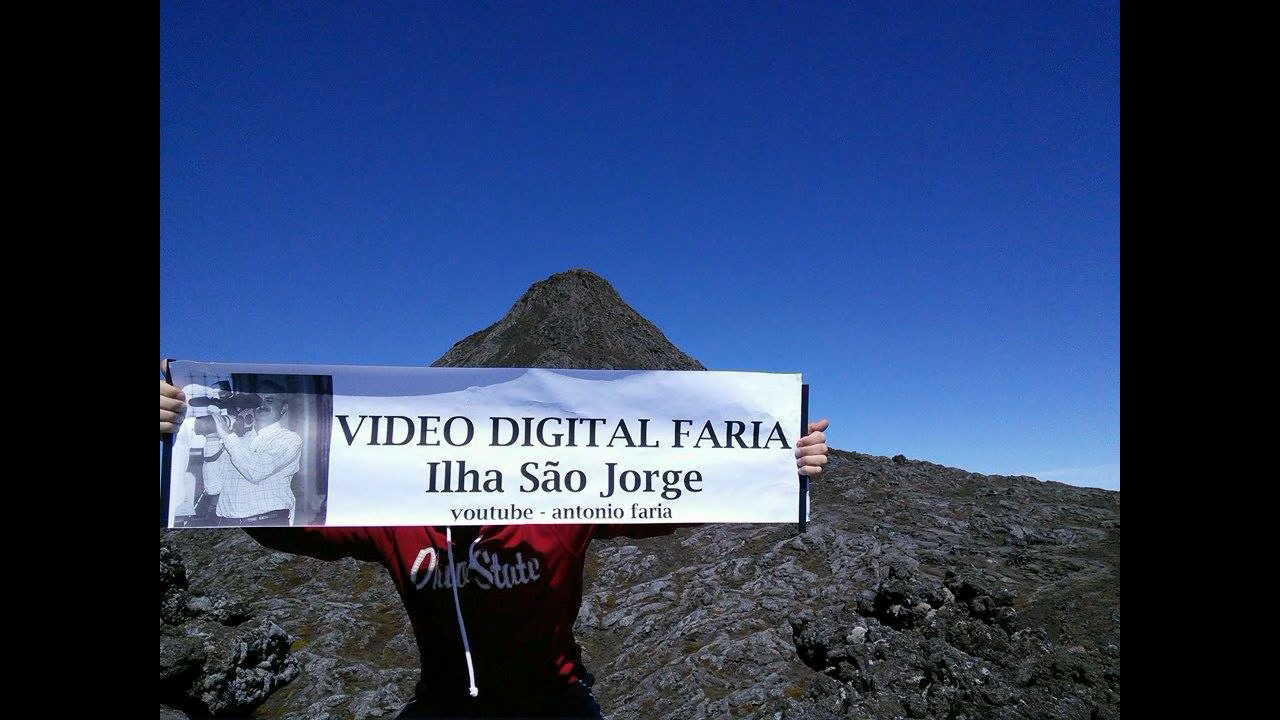 VIDEO DIGITAL FARIA
Ilha São Jorge
youtube - antonio faria
Ohio State